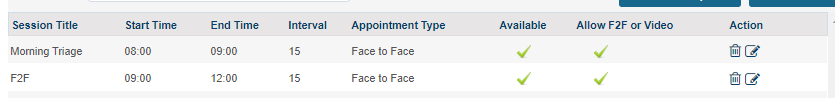 Session Title Start Time End Time Interval Appointment Type Available Allow F2F or Video Action
Morning Triage 08:00 09:00 15 Face to Face
F2F 09:00 12:00 15 Face to Face